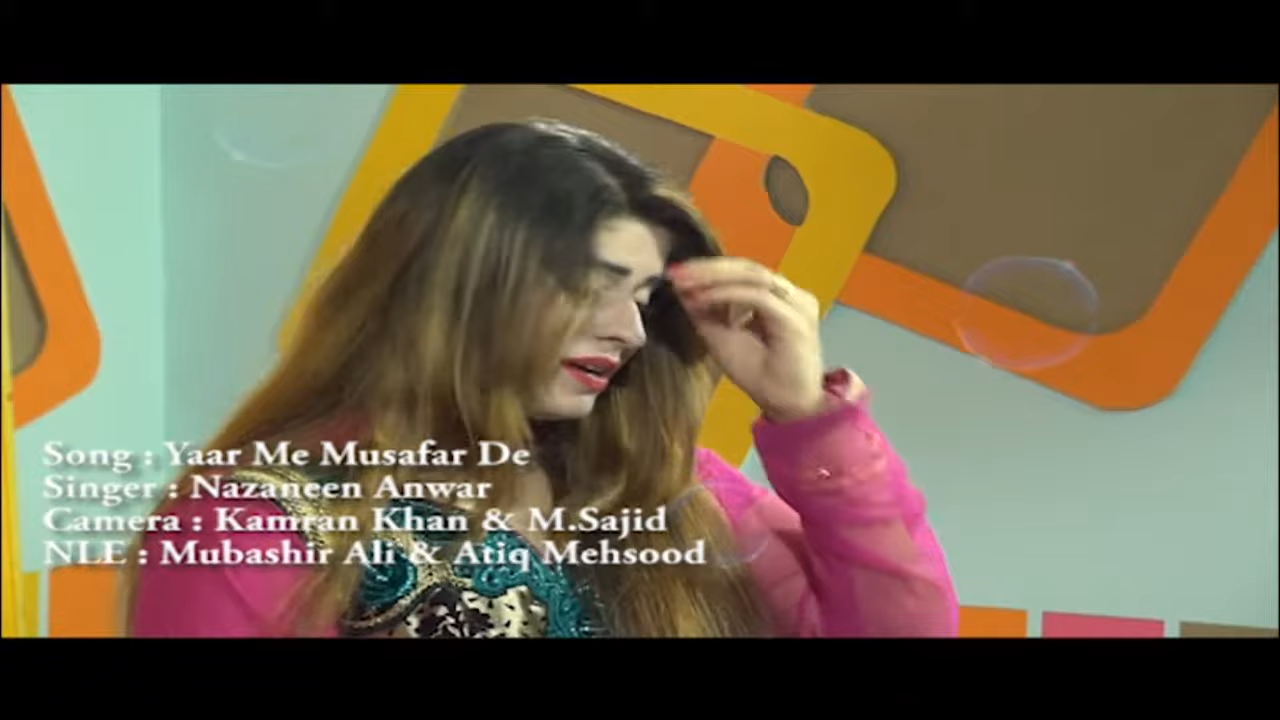 Song : Yaar Me Musafar De
Singer : Nazaneen Anwar
Camera : Kamran Khan & M.Sajid
NLE : Mubashir Ali & Atiq Mehsood